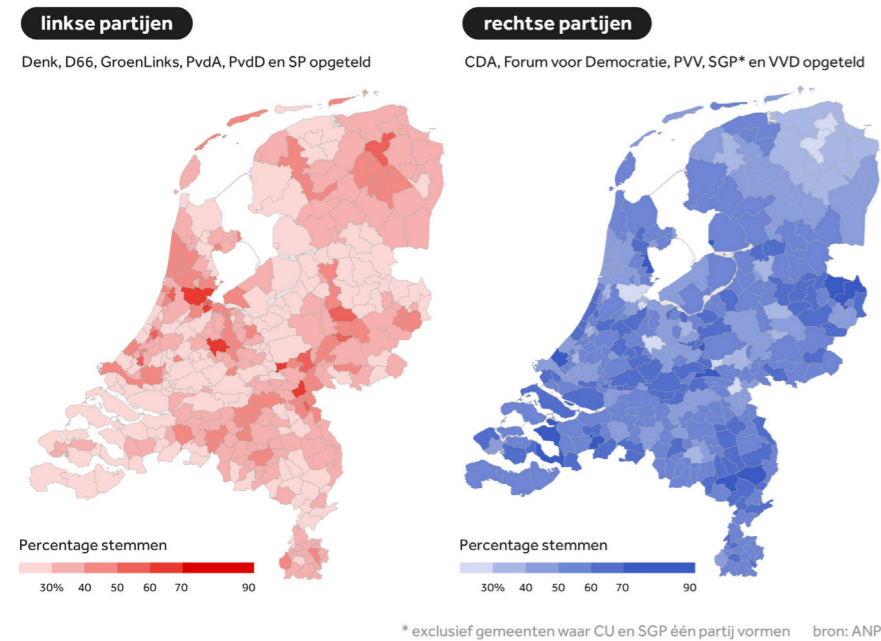 linkse partijen
Denk, D66, GroenLinks, PvdA, PvdD en SP opgeteld
Percentage stemmen
30% 40 50 60 70 90
rechtse partijen
CDA, Forum voor Democratie, PVV, SGP* en VVD opgeteld
Percentage stemmen
30% 40 50 60 70 90
* exclusief gemeenten waar CU en SGP één partij vormen bron: ANP